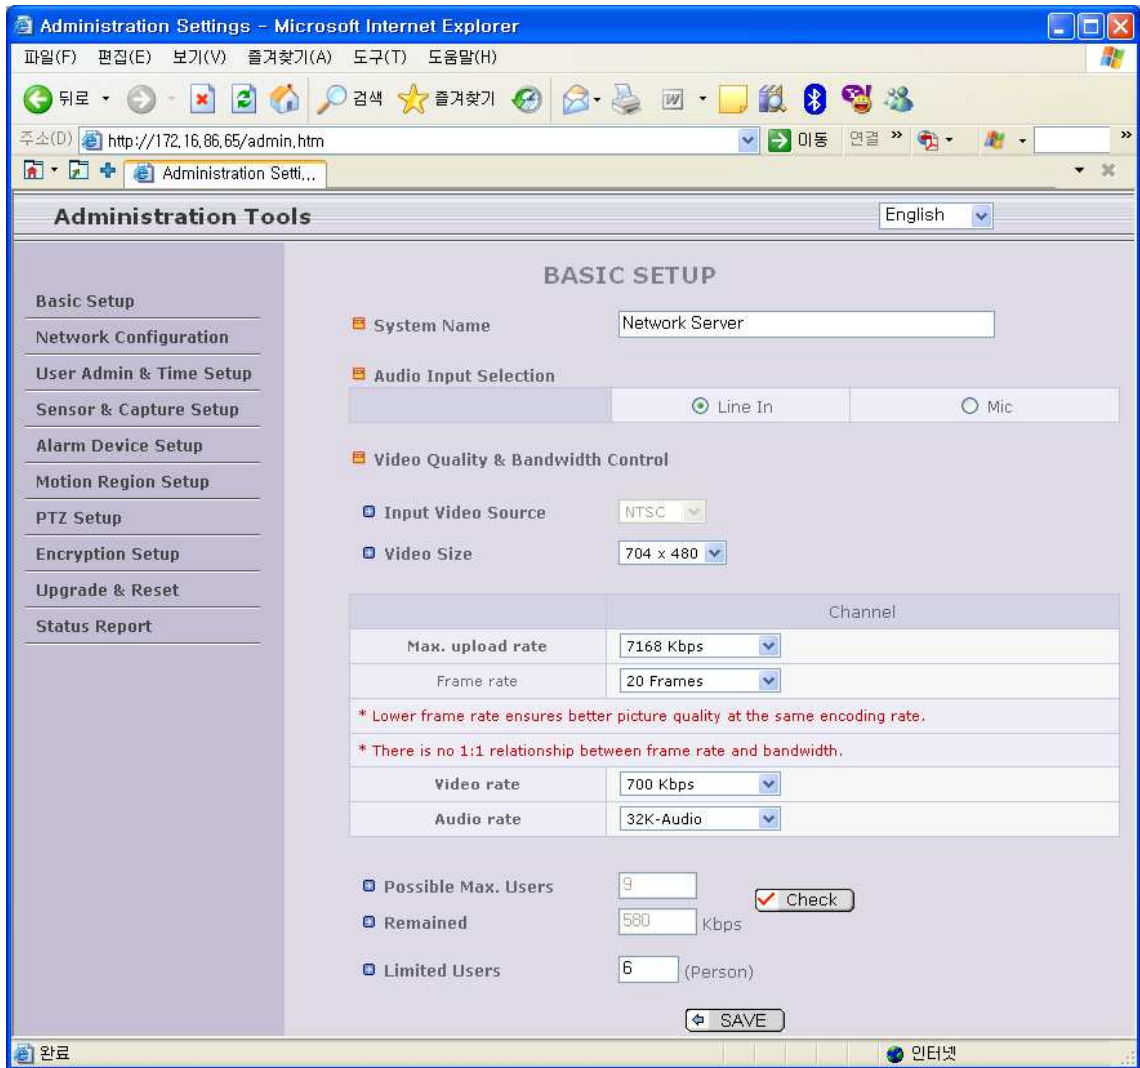 Administration Settings - Microsoft Internet Explorer
파일(F) 편집(E) 보기(V) 즐겨찾기(A) 도구(T) 도움말(H)
뒤로 검색 즐겨찾기
주소(D) http://172.16.86.65/admin.htm 이동 연결 »
Administration Setti...
Administration Tools English
BASIC SETUP
Basic Setup
Network Configuration
User Admin & Time Setup
Sensor & Capture Setup
Alarm Device Setup
Motion Region Setup
PTZ Setup
Encryption Setup
Upgrade & Reset
Status Report
System Name Network Server
Audio Input Selection
Line In Mic
Video Quality & Bandwidth Control
Input Video Source NTSC
Video Size 704 x 480
Channel
Max. upload rate 7168 Kbps
Frame rate 20 Frames
* Lower frame rate ensures better picture quality at the same encoding rate.
* There is no 1:1 relationship between frame rate and bandwidth.
Video rate 700 Kbps
Audio rate 32K-Audio
Possible Max. Users 9
Check
Remained 580 Kbps
Limited Users 6 (Person)
SAVE
완료 인터넷